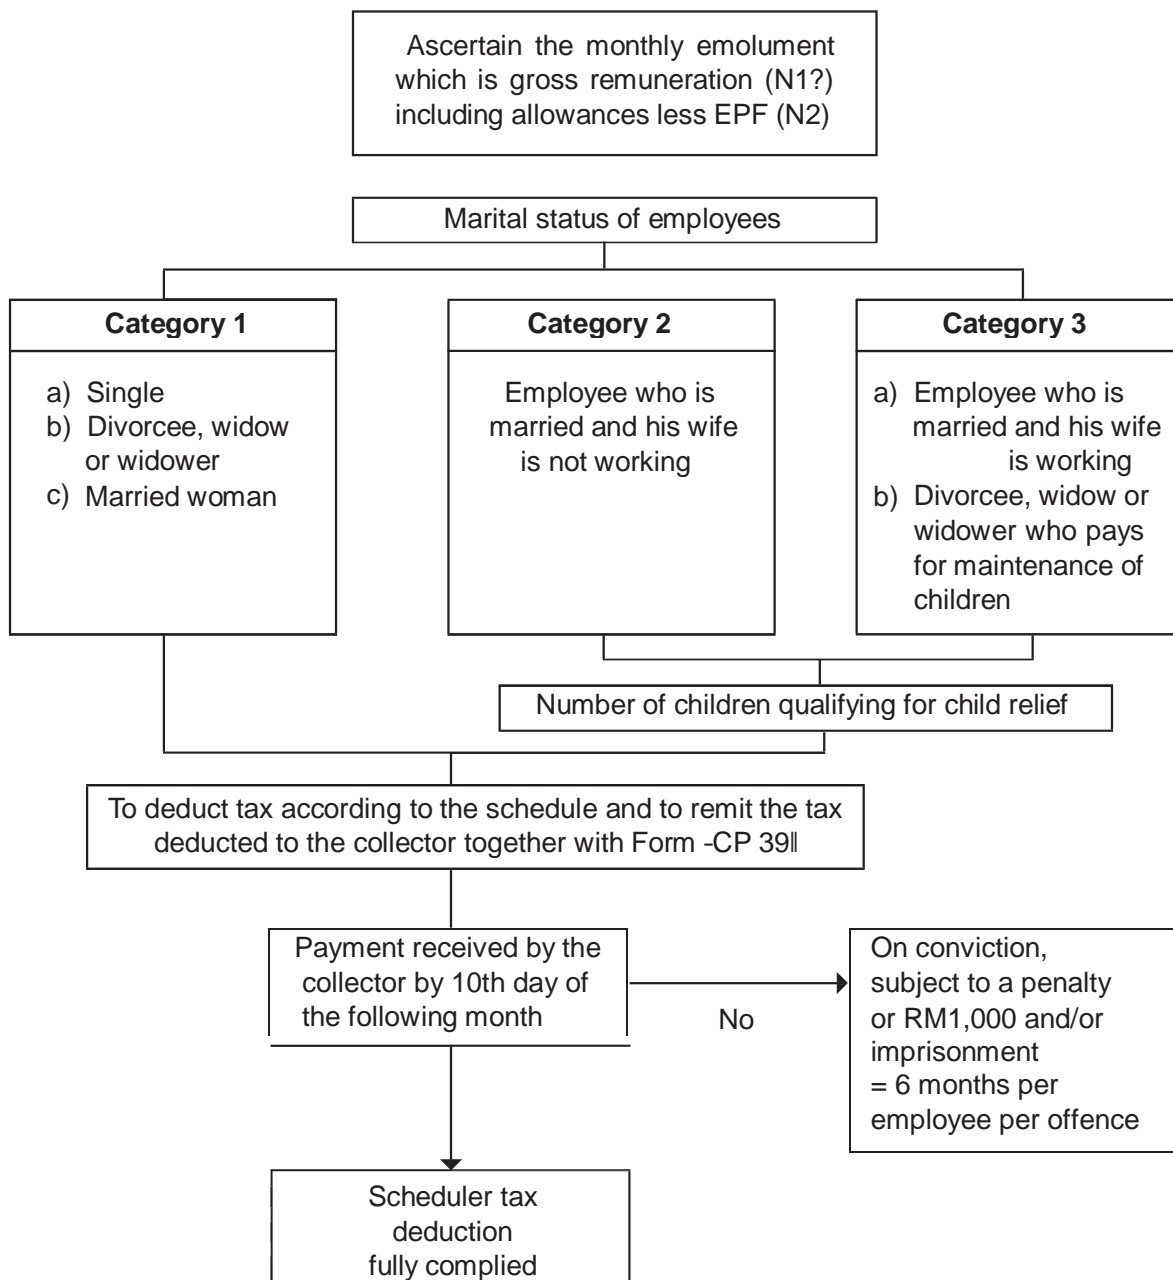 Ascertain the monthly emolument
which is gross remuneration (N1?)
including allowances less EPF (N2)
Marital status of employees
Category 1
a) Single
b) Divorcee, widow
or widower
c) Married woman
Category 2
Employee who is
married and his wife
is not working
Category 3
a) Employee who is
married and his wife
is working
b) Divorcee, widow or
widower who pays
for maintenance of
children
Number of children qualifying for child relief
To deduct tax according to the schedule and to remit the tax
deducted to the collector together with Form -CP 39‖
Payment received by the
collector by 10th day of
the following month
No
On conviction,
subject to a penalty
or RM1,000 and/or
imprisonment
= 6 months per
employee per offence
Scheduler tax
deduction
fully complied